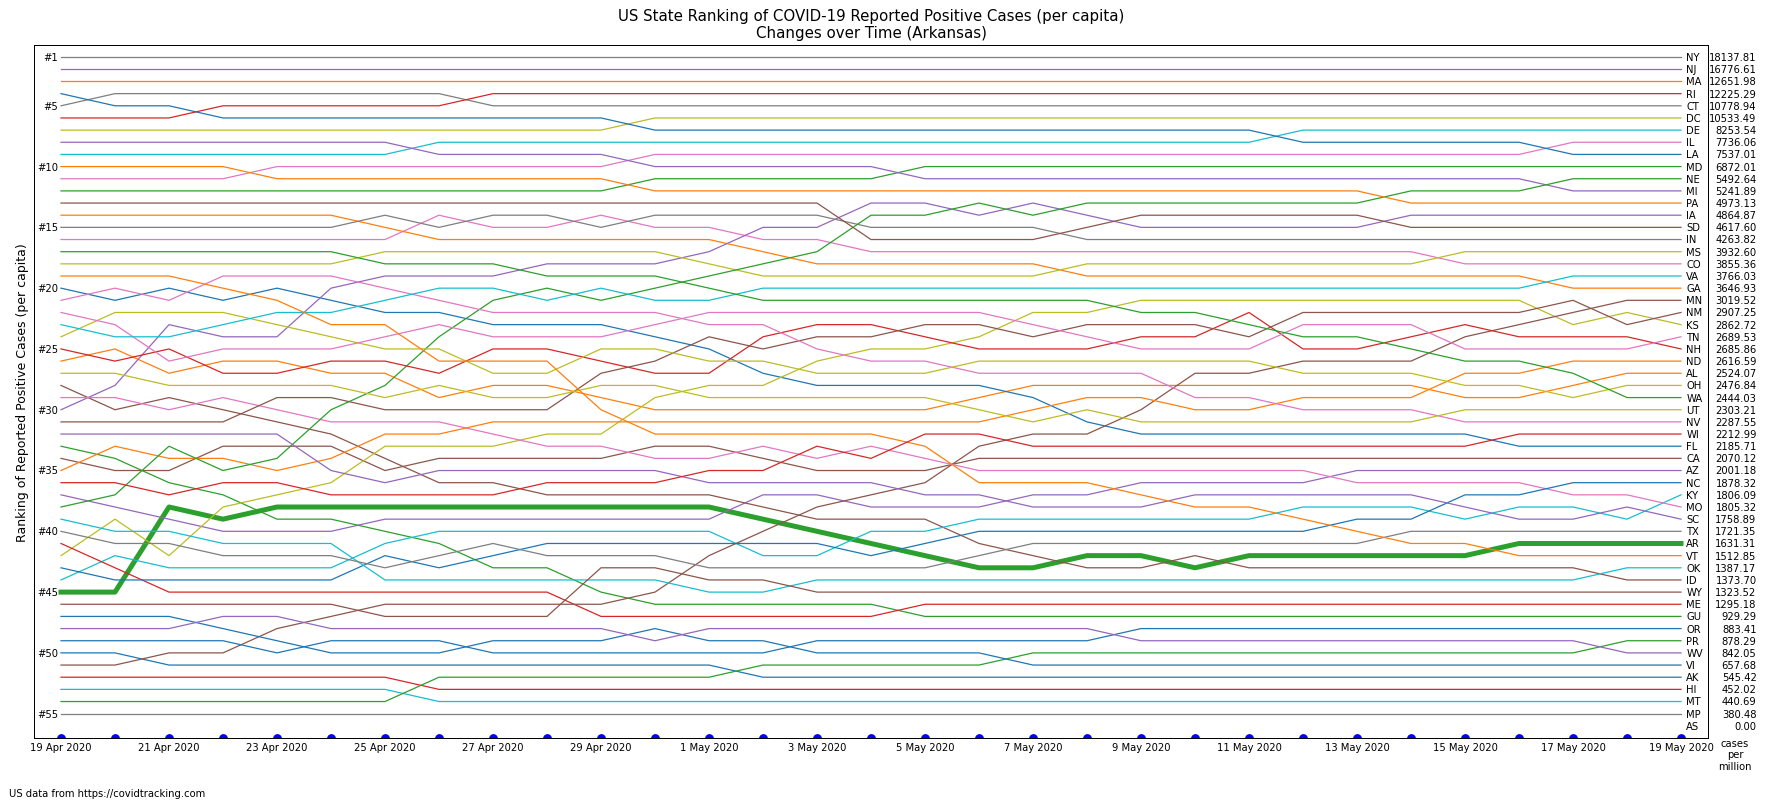 US State Ranking of COVID-19 Reported Positive Cases (per capita)
Changes over Time (Arkansas)
Ranking of Reported Positive Cases (per capita)
#1
#5
#10
#15
#20
#25
#30
#35
#40
#45
#50
#55
NY 18137.81
NJ 16776.61
MA 12651.98
RI 12225.29
CT 10778.94
DC 10533.49
DE 8253.54
IL 7736.06
LA 7537.01
MD 6872.01
NE 5492.64
MI 5241.89
PA 4973.13
IA 4864.87
SD 4617.60
IN 4263.82
MS 3932.60
CO 3855.36
VA 3766.03
GA 3646.93
MN 3019.52
NM 2907.25
KS 2862.72
TN 2689.53
NH 2685.86
ND 2616.59
AL 2524.07
OH 2476.84
WA 2444.03
UT 2303.21
NV 2287.55
WI 2212.99
FL 2185.71
CA 2070.12
AZ 2001.18
NC 1878.32
KY 1806.09
MO 1805.32
SC 1758.89
TX 1721.35
AR 1631.31
VT 1512.85
OK 1387.17
ID 1373.70
WY 1323.52
ME 1295.18
GU 929.29
OR 883.41
PR 878.29
WV 842.05
VI 657.68
AK 545.42
HI 452.02
MT 440.69
MP 380.48
AS 0.00
19 Apr 2020 21 Apr 2020 23 Apr 2020 25 Apr 2020 27 Apr 2020 29 Apr 2020 1 May 2020 3 May 2020 5 May 2020 7 May 2020 9 May 2020 11 May 2020 13 May 2020 15 May 2020 17 May 2020 19 May 2020
cases
per
million
US data from https://covidtracking.com